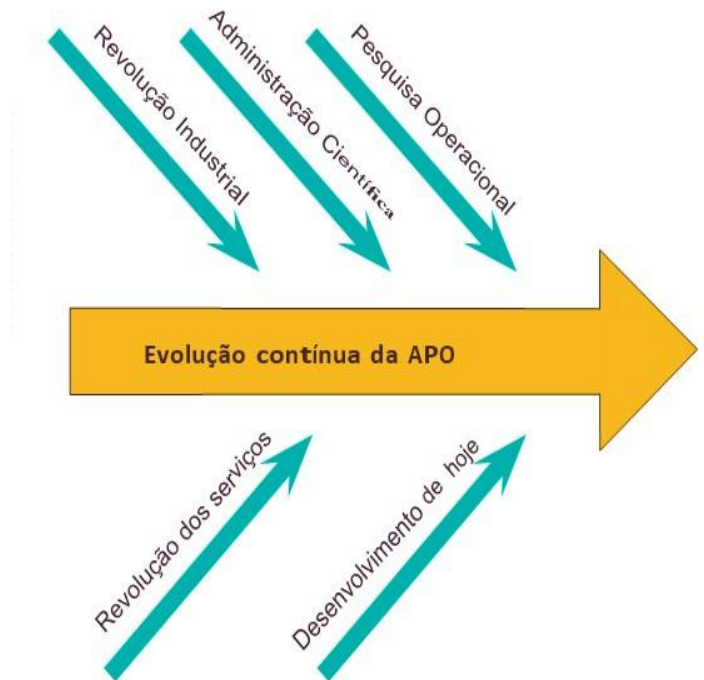 Revolução Industrial
Administração Científica
Pesquisa Operacional
Evolução contínua da APO
Revolução dos serviços
Desenvolvimento de hoje